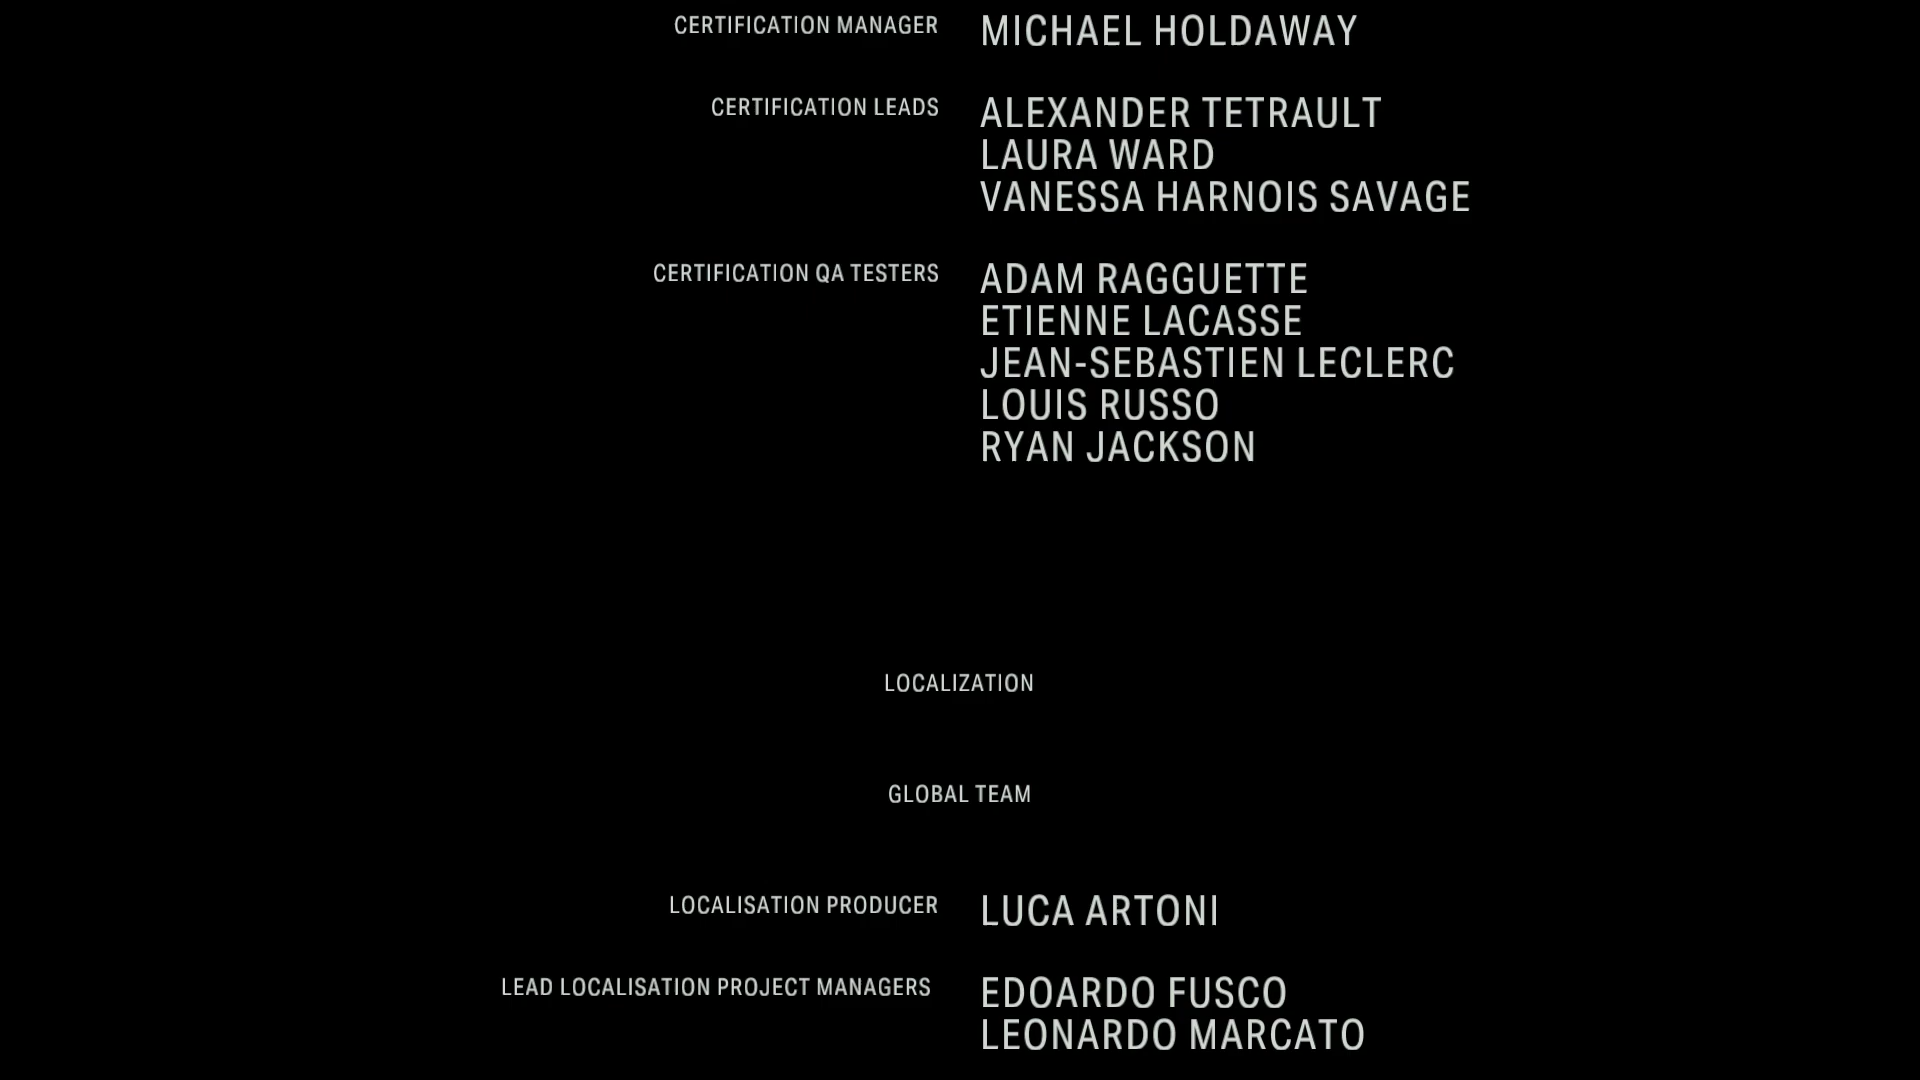 CERTIFICATION MANAGER MICHAEL HOLDAWAY
CERTIFICATION LEADS ALEXANDER TETRAULT
LAURA WARD
VANESSA HARNOIS SAVAGE
CERTIFICATION QA TESTERS ADAM RAGGUETTE
ETIENNE LACASSE
JEAN-SEBASTIEN LECLERC
LOUIS RUSSO
RYAN JACKSON
LOCALIZATION
GLOBAL TEAM
LOCALISATION PRODUCER LUCA ARTONI
LEAD LOCALISATION PROJECT MANAGERS EDOARDO FUSCO
LEONARDO MARCATO